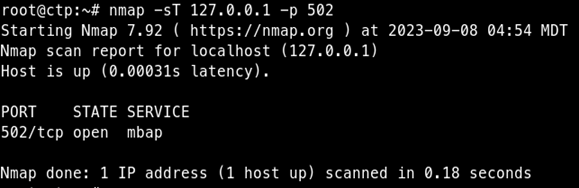 root@ctp:~# nmap -sT 127.0.0.1 -p 502
Starting Nmap 7.92 ( https://nmap.org ) at 2023-09-08 04:54 MDT
Nmap scan report for localhost (127.0.0.1)
Host is up (0.00031s latency).
PORT    STATE SERVICE
502/tcp open  mbap
Nmap done: 1 IP address (1 host up) scanned in 0.18 seconds